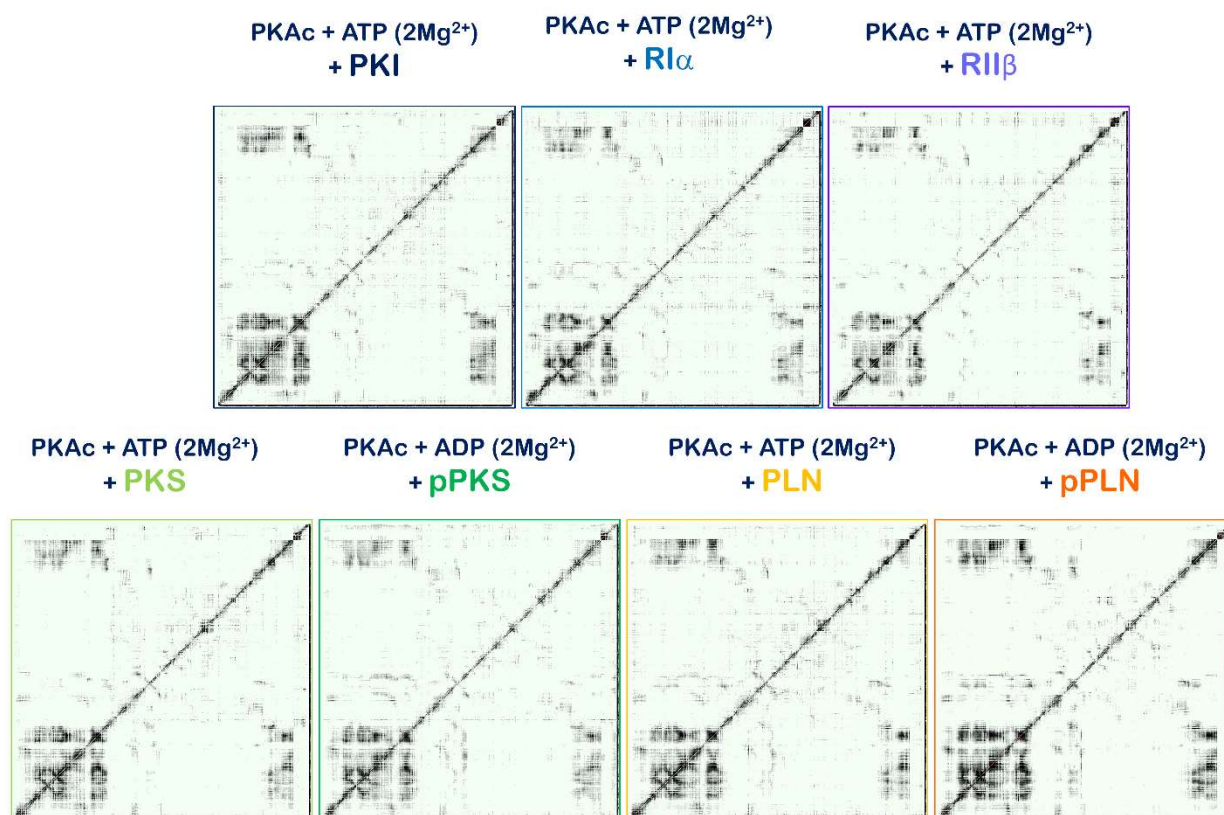 PKAc + ATP (2Mg²⁺)
+ PKI
PKAc + ATP (2Mg²⁺)
+ RIα
PKAc + ATP (2Mg²⁺)
+ RIIβ
PKAc + ATP (2Mg²⁺)
+ PKS
PKAc + ADP (2Mg²⁺)
+ pPKS
PKAc + ATP (2Mg²⁺)
+ PLN
PKAc + ADP (2Mg²⁺)
+ pPLN